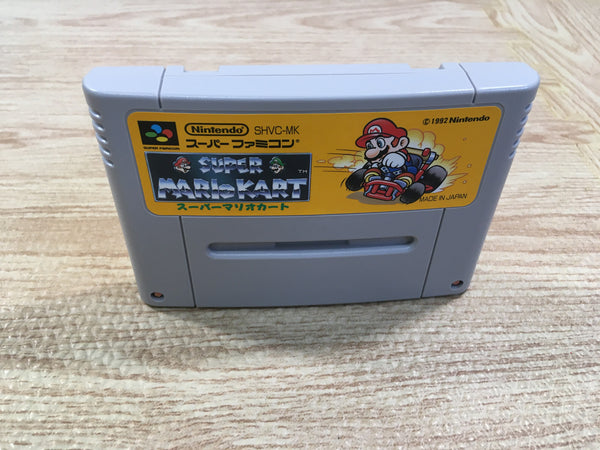 SUPER FAMICOM
Nintendo SHVC-MK
スーパーファミコン®
SUPER
MARIO KART™
スーパーマリオカート
© 1992 Nintendo
MADE IN JAPAN